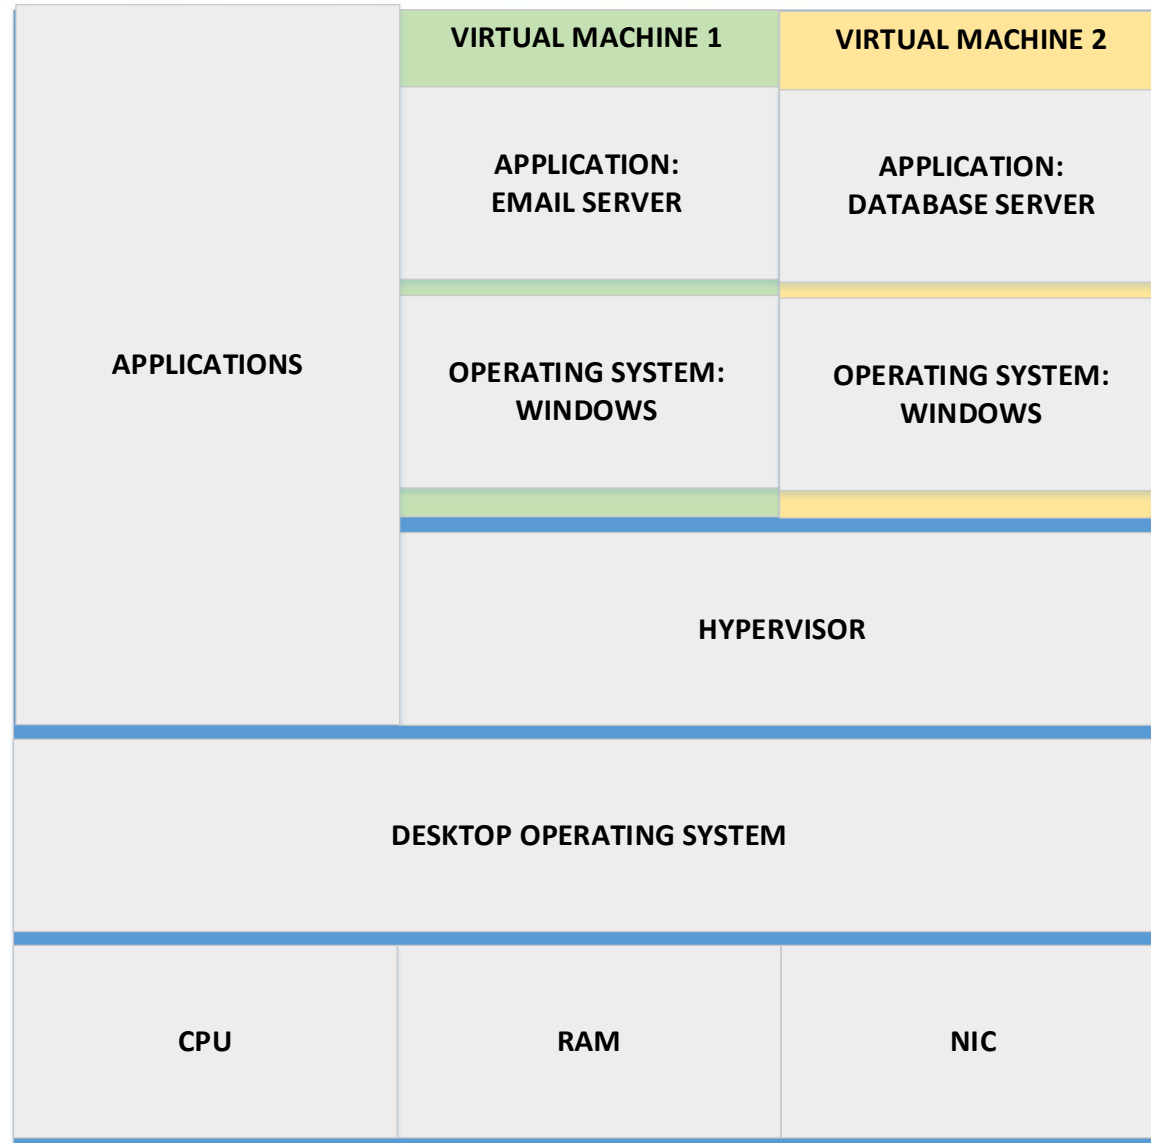 VIRTUAL MACHINE 1
VIRTUAL MACHINE 2
APPLICATION:
EMAIL SERVER
APPLICATION:
DATABASE SERVER
APPLICATIONS
OPERATING SYSTEM:
WINDOWS
OPERATING SYSTEM:
WINDOWS
HYPERVISOR
DESKTOP OPERATING SYSTEM
CPU
RAM
NIC